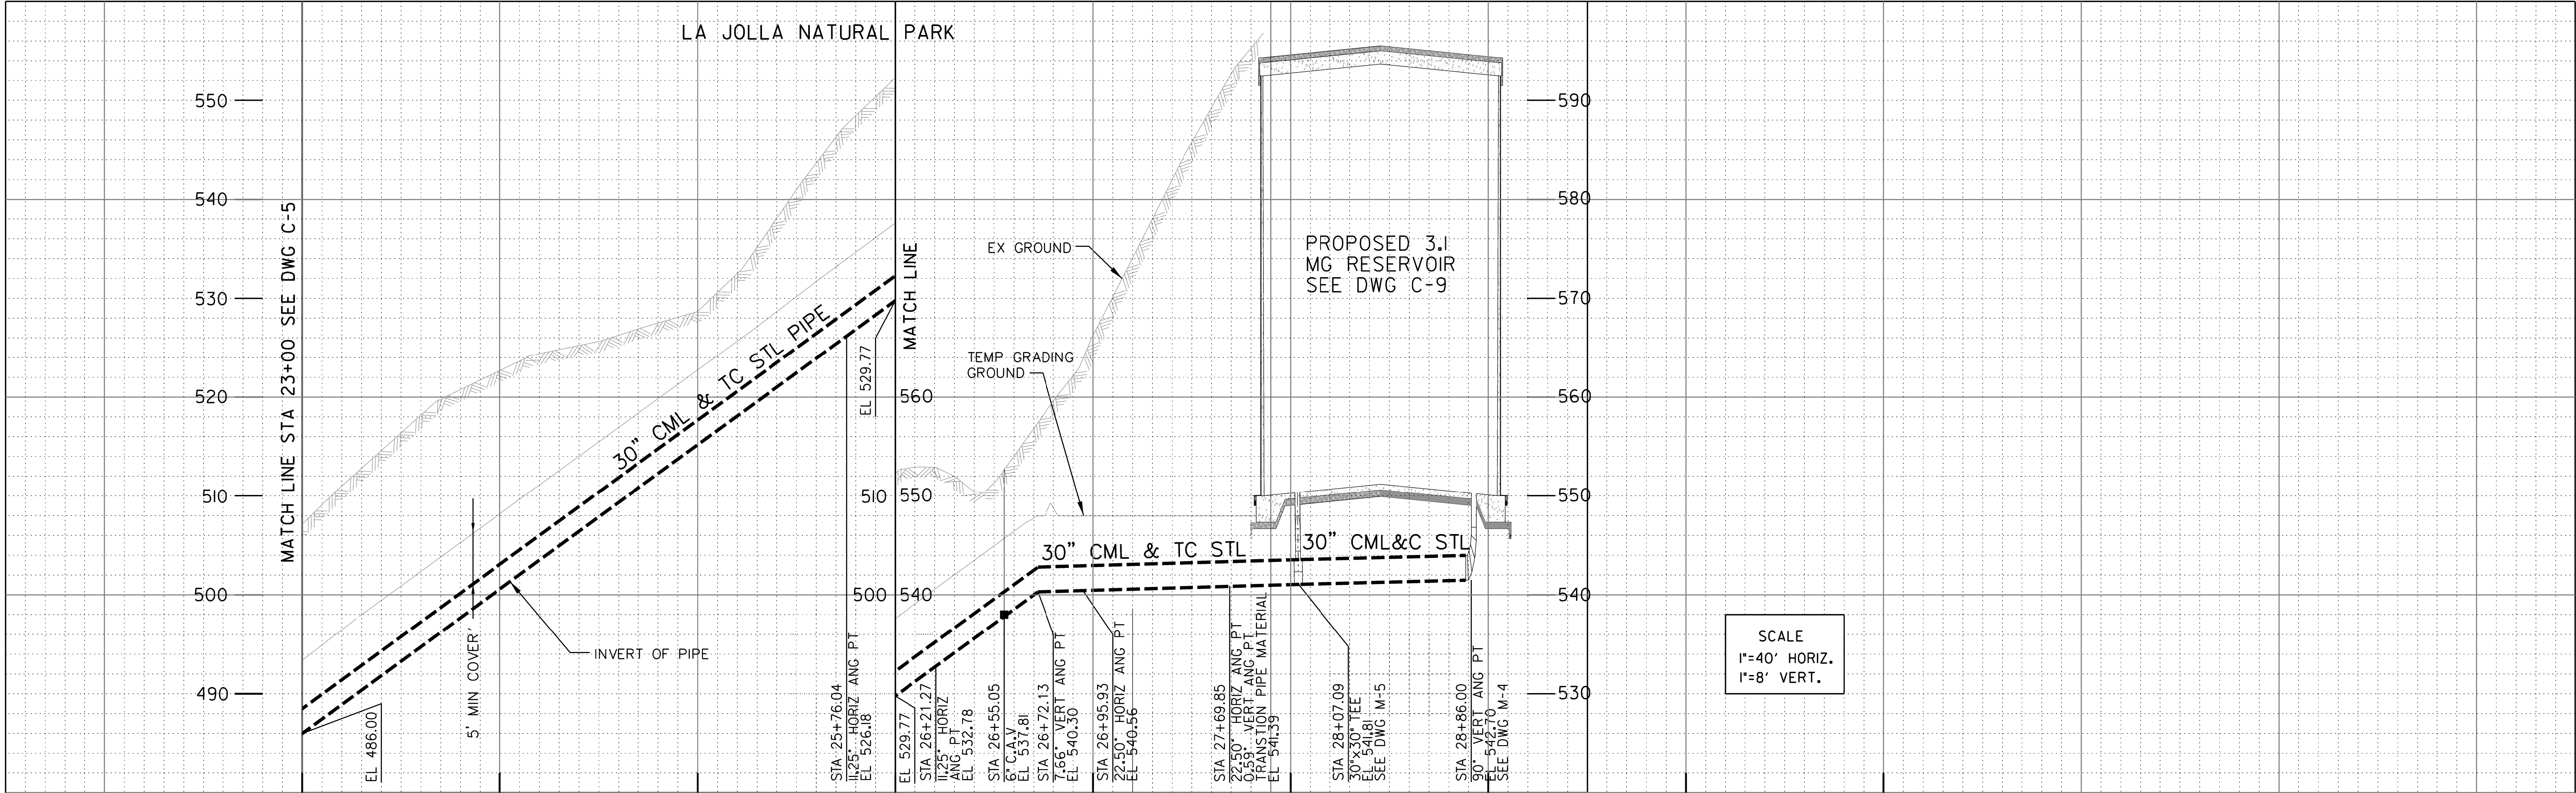 LA JOLLA NATURAL PARK
550
540
530
520
510
500
490
MATCH LINE STA 23+00 SEE DWG C-5
30" CML & TC STL PIPE
5' MIN COVER'
INVERT OF PIPE
EL 486.00
EL 529.77
STA 25+76.04
11.25° HORIZ ANG PT
EL 526.18
MATCH LINE
510
500
560
550
540
EX GROUND
TEMP GRADING
GROUND
30" CML & TC STL
30" CML&C STL
PROPOSED 3.1
MG RESERVOIR
SEE DWG C-9
EL 529.77
STA 26+21.27
11.25° HORIZ
ANG PT
EL 532.78
STA 26+55.05
6" C.A.V.
EL 537.81
STA 26+72.13
7.66° VERT ANG PT
EL 540.30
STA 26+95.93
22.50° HORIZ ANG PT
EL 540.56
STA 27+69.85
22.50° HORIZ ANG PT
0.59° VERT ANG PT
TRANSTION PIPE MATERIAL
EL 541.39
STA 28+07.09
30"x30" TEE
EL 541.81
SEE DWG M-5
STA 28+86.00
90° VERT ANG PT
EL 542.70
SEE DWG M-4
590
580
570
560
550
540
530
SCALE
1"=40' HORIZ.
1"=8' VERT.